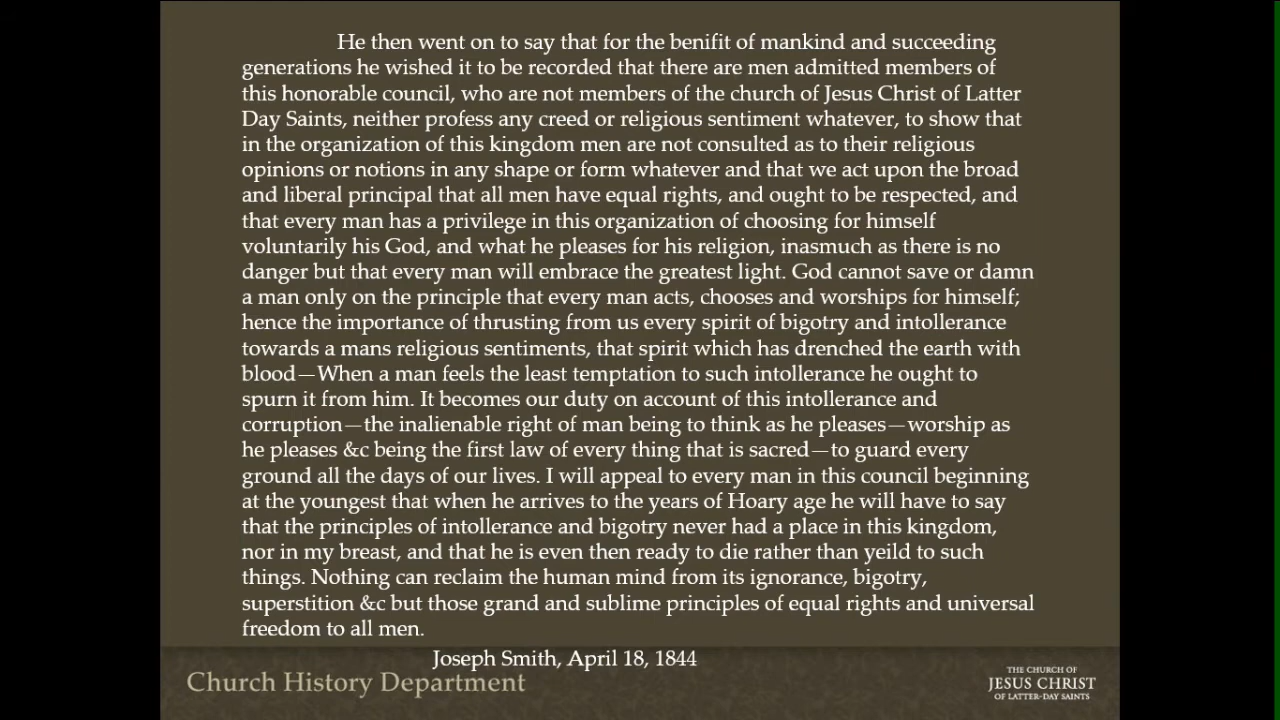 He then went on to say that for the benifit of mankind and succeeding
generations he wished it to be recorded that there are men admitted members of
this honorable council, who are not members of the church of Jesus Christ of Latter
Day Saints, neither profess any creed or religious sentiment whatever, to show that
in the organization of this kingdom men are not consulted as to their religious
opinions or notions in any shape or form whatever and that we act upon the broad
and liberal principal that all men have equal rights, and ought to be respected, and
that every man has a privilege in this organization of choosing for himself
voluntarily his God, and what he pleases for his religion, inasmuch as there is no
danger but that every man will embrace the greatest light. God cannot save or damn
a man only on the principle that every man acts, chooses and worships for himself;
hence the importance of thrusting from us every spirit of bigotry and intollerance
towards a mans religious sentiments, that spirit which has drenched the earth with
blood—When a man feels the least temptation to such intollerance he ought to
spurn it from him. It becomes our duty on account of this intollerance and
corruption—the inalienable right of man being to think as he pleases—worship as
he pleases &c being the first law of every thing that is sacred—to guard every
ground all the days of our lives. I will appeal to every man in this council beginning
at the youngest that when he arrives to the years of Hoary age he will have to say
that the principles of intollerance and bigotry never had a place in this kingdom,
nor in my breast, and that he is even then ready to die rather than yeild to such
things. Nothing can reclaim the human mind from its ignorance, bigotry,
superstition &c but those grand and sublime principles of equal rights and universal
freedom to all men.
Joseph Smith, April 18, 1844
Church History Department
THE CHURCH OF
JESUS CHRIST
OF LATTER-DAY SAINTS